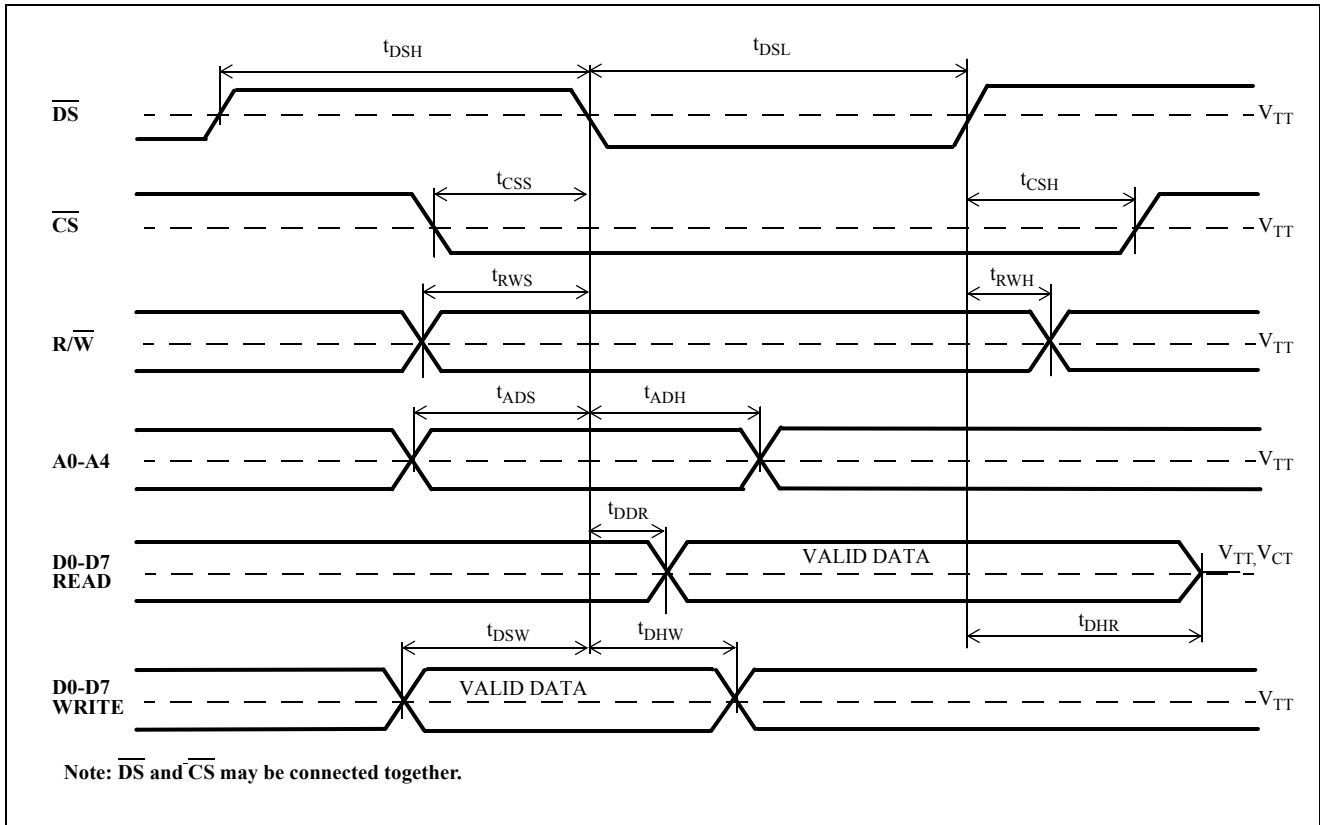 tDSH
tDSL
DS
VTT
tCSS
tCSH
CS
VTT
tRWS
tRWH
R/W
VTT
tADS
tADH
A0-A4
VTT
tDDR
D0-D7
READ
VALID DATA
VTT,VCT
tDHR
tDSW
tDHW
D0-D7
WRITE
VALID DATA
VTT
Note: DS and CS may be connected together.